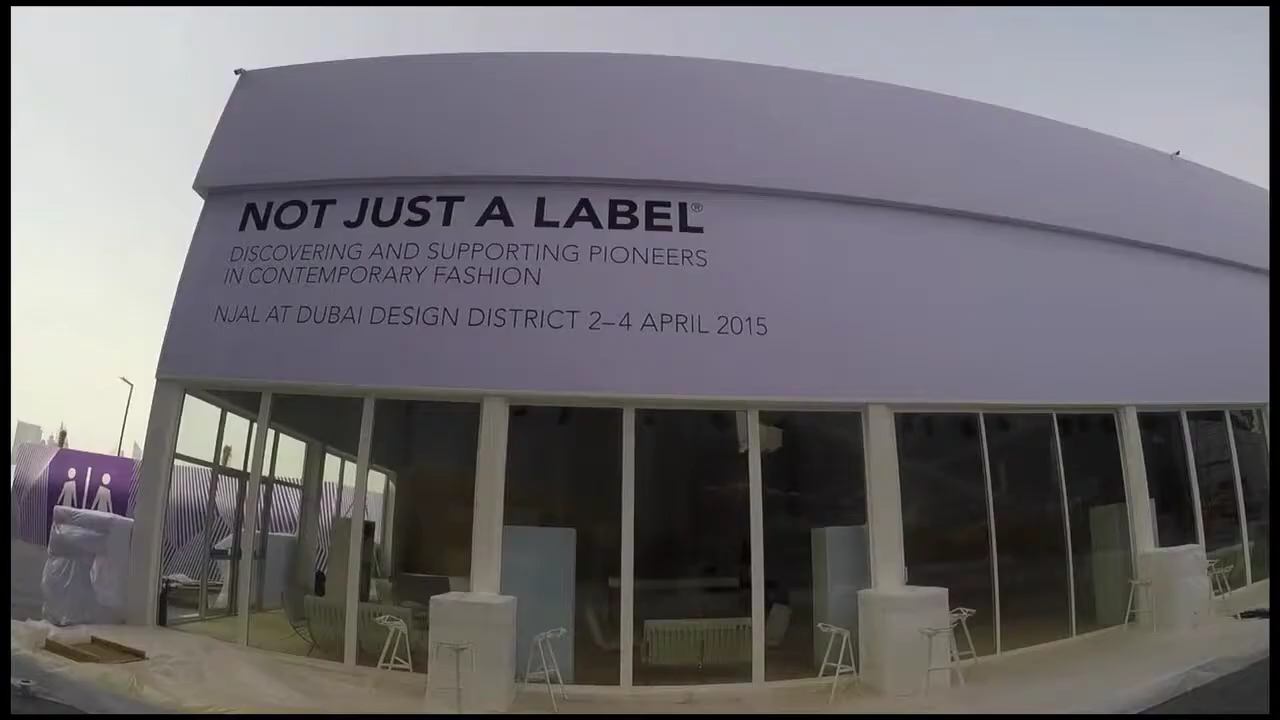 NOT JUST A LABEL®
DISCOVERING AND SUPPORTING PIONEERS
IN CONTEMPORARY FASHION
NJAL AT DUBAI DESIGN DISTRICT 2–4 APRIL 2015